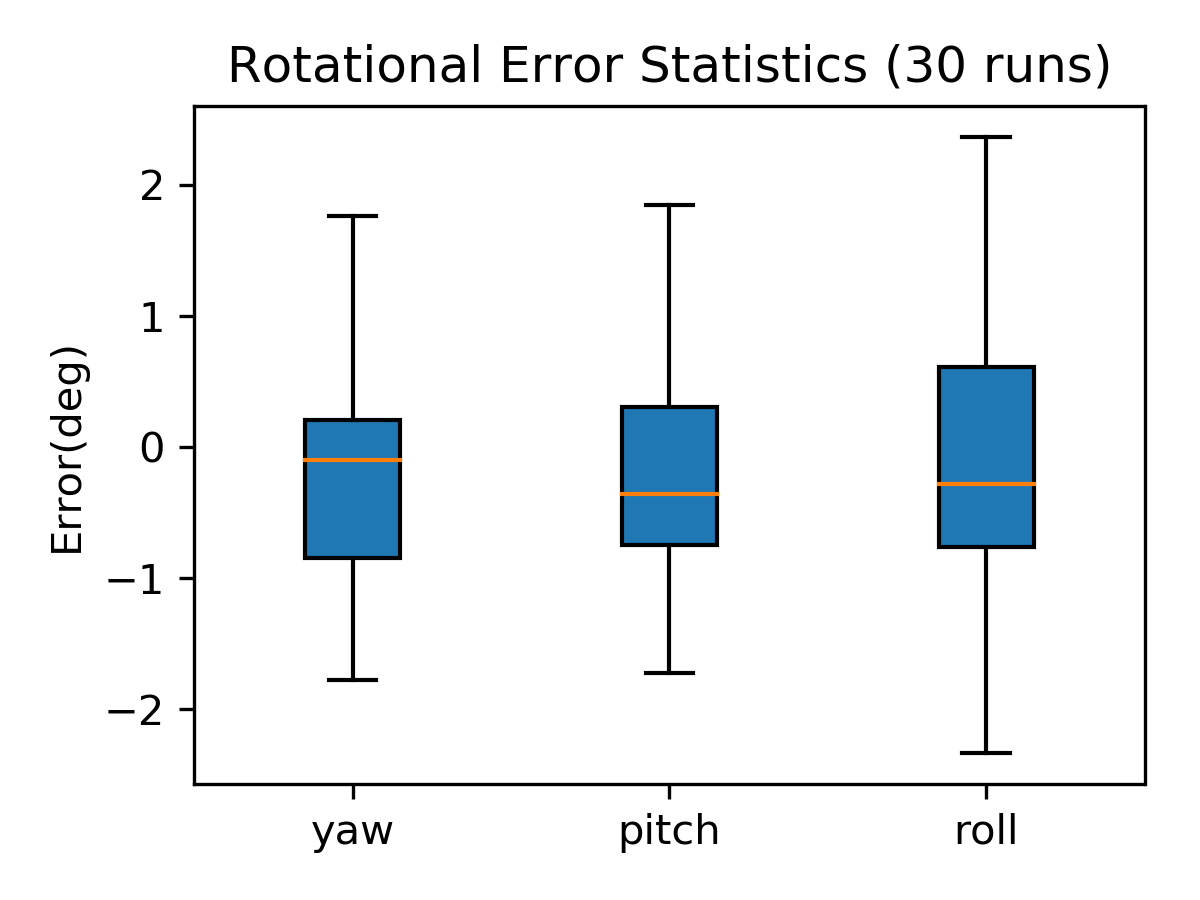 Rotational Error Statistics (30 runs)
Error(deg)
2
1
0
−1
−2
yaw pitch roll